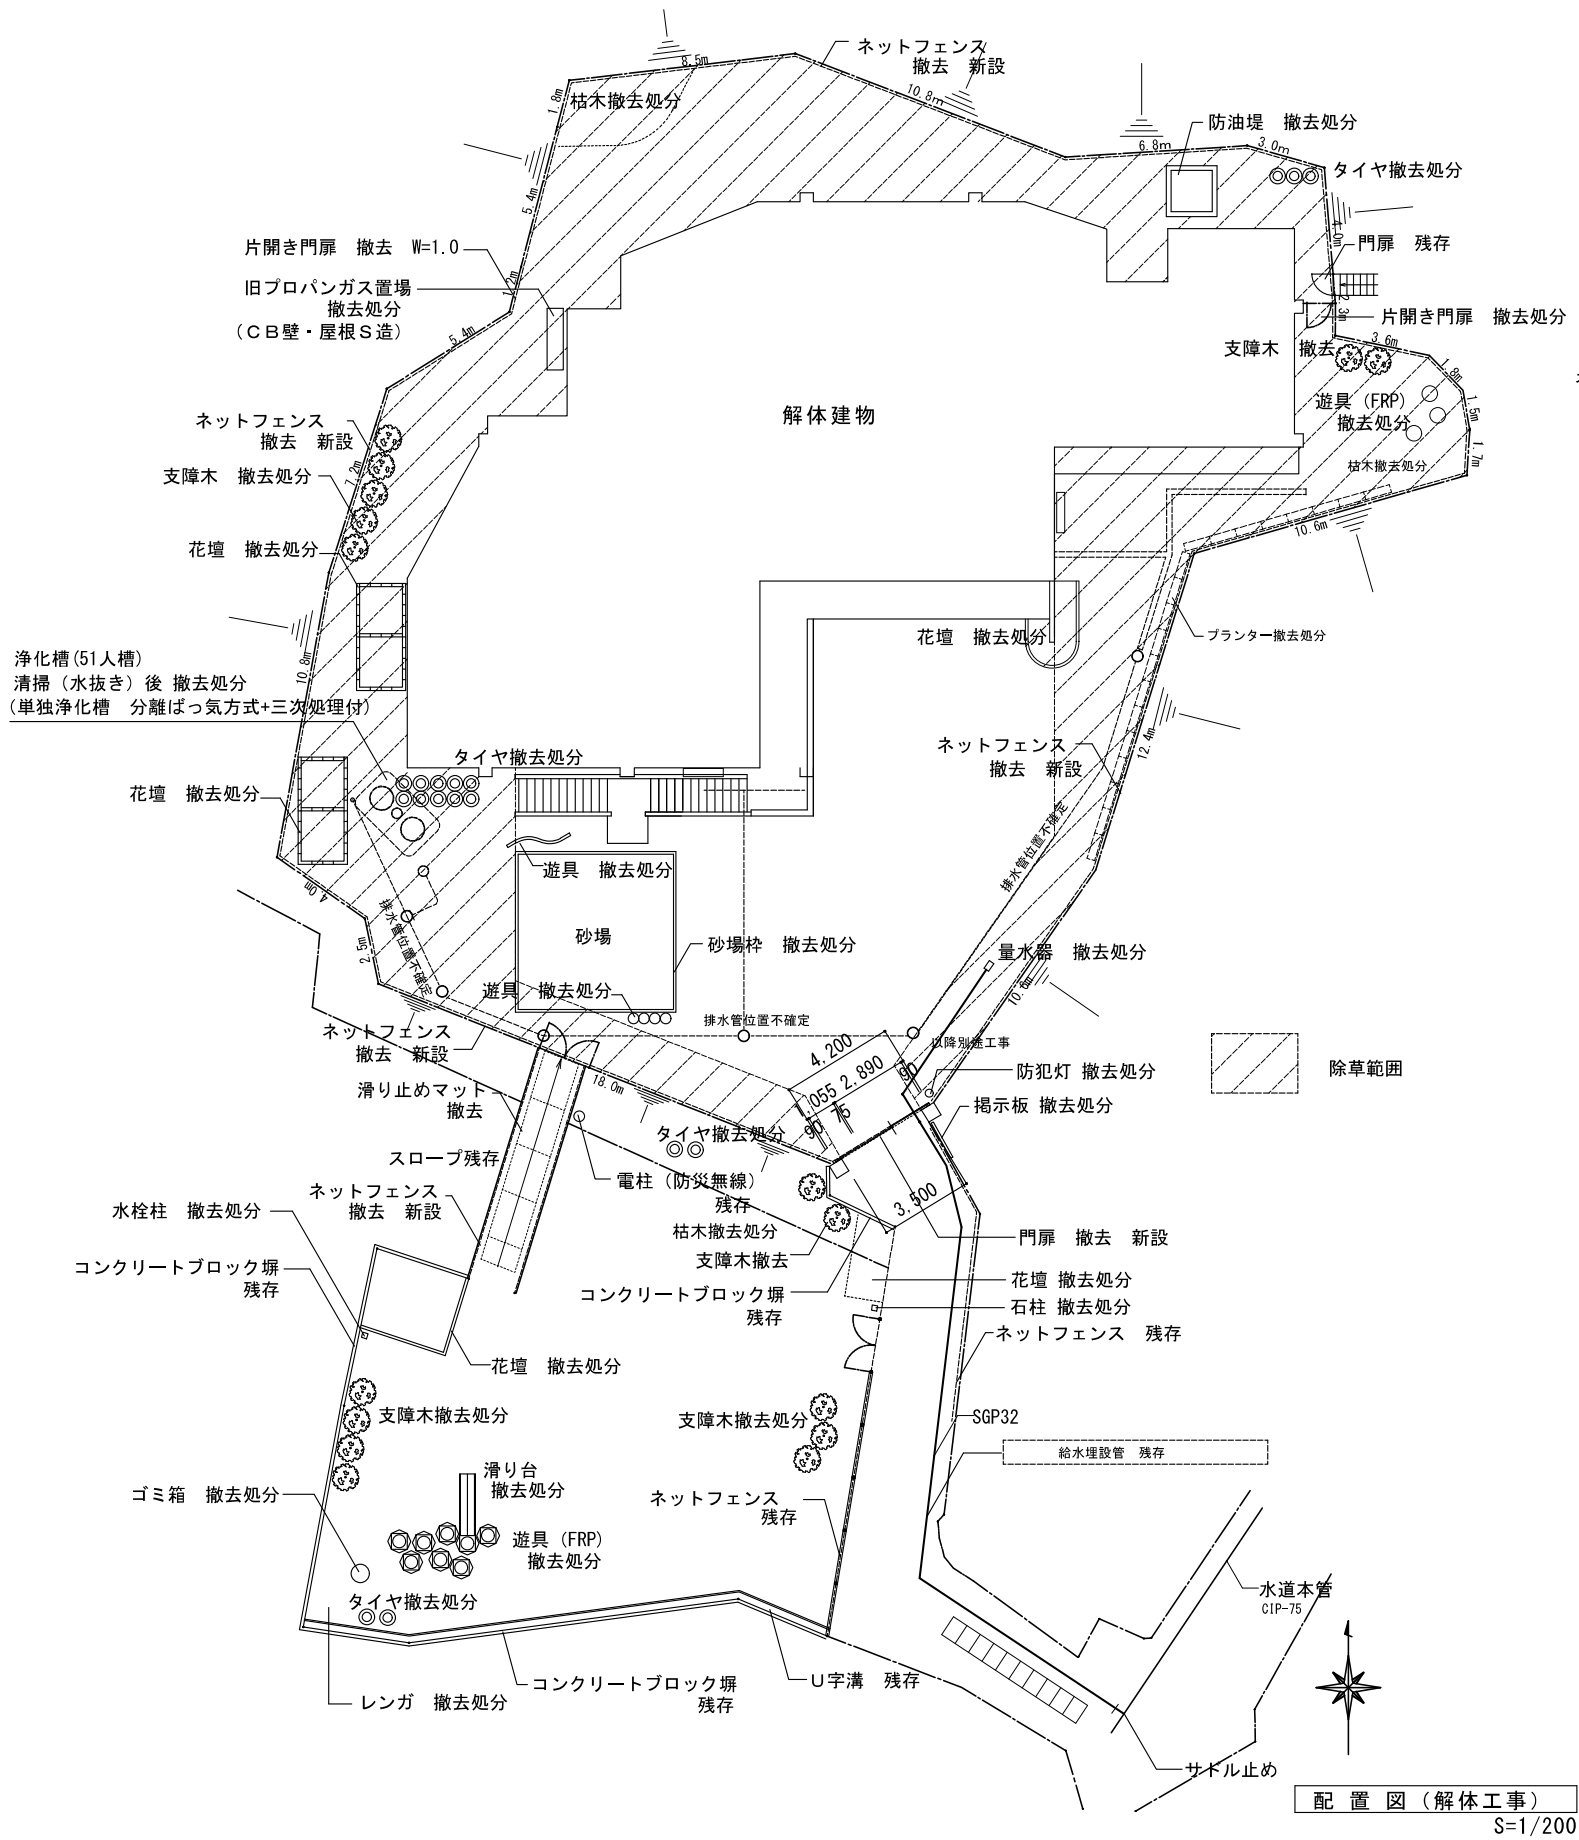 ネットフェンス
撤去　新設
8.5m
10.8m
枯木撤去処分
1.8m
防油堤　撤去処分
6.8m
3.0m
タイヤ撤去処分
5.4m
4.0m
門扉　残存
片開き門扉　撤去　W=1.0
1.2m
旧プロパンガス置場
撤去処分
（ＣＢ壁・屋根Ｓ造）
2.3m
片開き門扉　撤去処分
5.4m
支障木　撤去
3.6m
1.8m
遊具（FRP）
撤去処分
1.5m
1.7m
解体建物
ネットフェンス
撤去　新設
7.2m
支障木　撤去処分
枯木撤去処分
10.6m
花壇　撤去処分
花壇　撤去処分
プランター撤去処分
浄化槽(51人槽)
清掃（水抜き）後 撤去処分
（単独浄化槽　分離ばっ気方式+三次処理付）
10.8m
ネットフェンス
撤去　新設
12.4m
タイヤ撤去処分
花壇　撤去処分
排水管位置不確定
遊具　撤去処分
4.0m
排水管位置不確定
砂場
砂場枠　撤去処分
量水器　撤去処分
2.5m
10.6m
遊具　撤去処分
排水管位置不確定
ネットフェンス
撤去　新設
以降別途工事
4,200
2,890
90
.055
75
90
防犯灯 撤去処分
除草範囲
滑り止めマット
撤去
18.0m
掲示板 撤去処分
タイヤ撤去処分
スロープ残存
電柱（防災無線）
残存
3,500
ネットフェンス
撤去　新設
水栓柱　撤去処分
枯木撤去処分
支障木撤去
門扉　撤去　新設
コンクリートブロック塀
残存
コンクリートブロック塀
残存
花壇 撤去処分
石柱 撤去処分
ネットフェンス　残存
花壇　撤去処分
支障木撤去処分
支障木撤去処分
SGP32
給水埋設管　残存
滑り台
撤去処分
ゴミ箱　撤去処分
ネットフェンス
残存
遊具（FRP）
撤去処分
タイヤ撤去処分
水道本管
CIP-75
レンガ　撤去処分
コンクリートブロック塀
残存
Ｕ字溝　残存
サドル止め
配　置　図（解体工事）
S=1/200